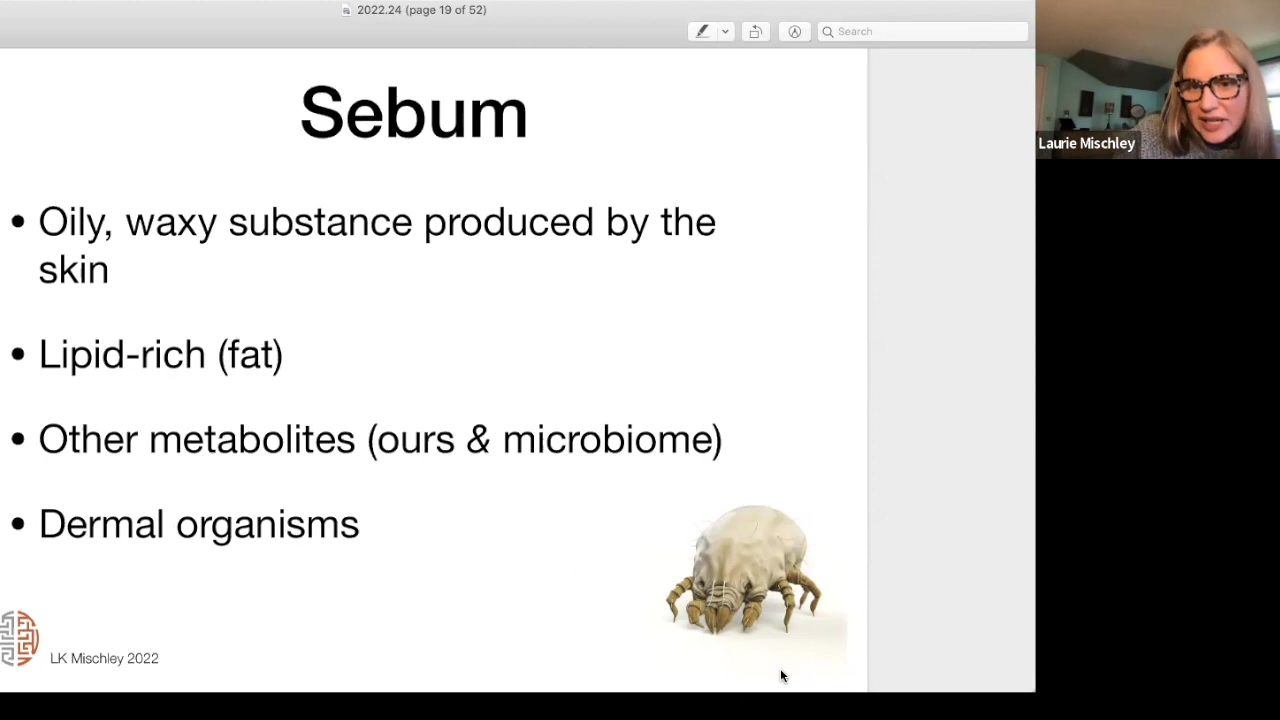 2022.24 (page 19 of 52)
Search
Sebum
• Oily, waxy substance produced by the
skin
• Lipid-rich (fat)
• Other metabolites (ours & microbiome)
• Dermal organisms
LK Mischley 2022
Laurie Mischley